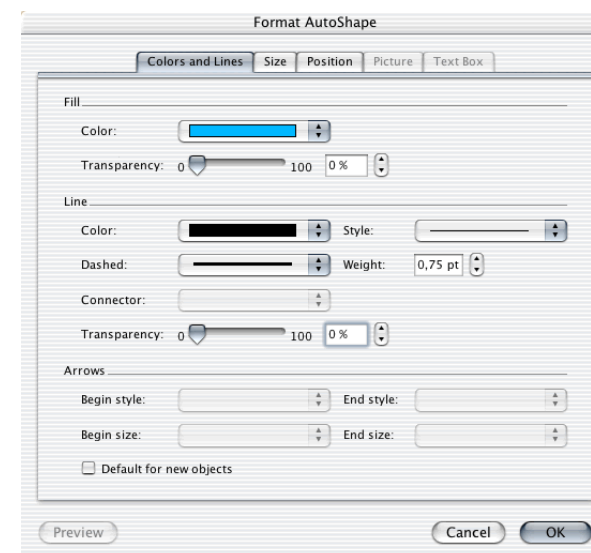 Format AutoShape
Colors and Lines Size Position Picture Text Box
Fill
Color:
Transparency: 0 100 0 %
Line
Color: Style:
Dashed: Weight: 0,75 pt
Connector:
Transparency: 0 100 0 %
Arrows
Begin style: End style:
Begin size: End size:
Default for new objects
Preview Cancel OK